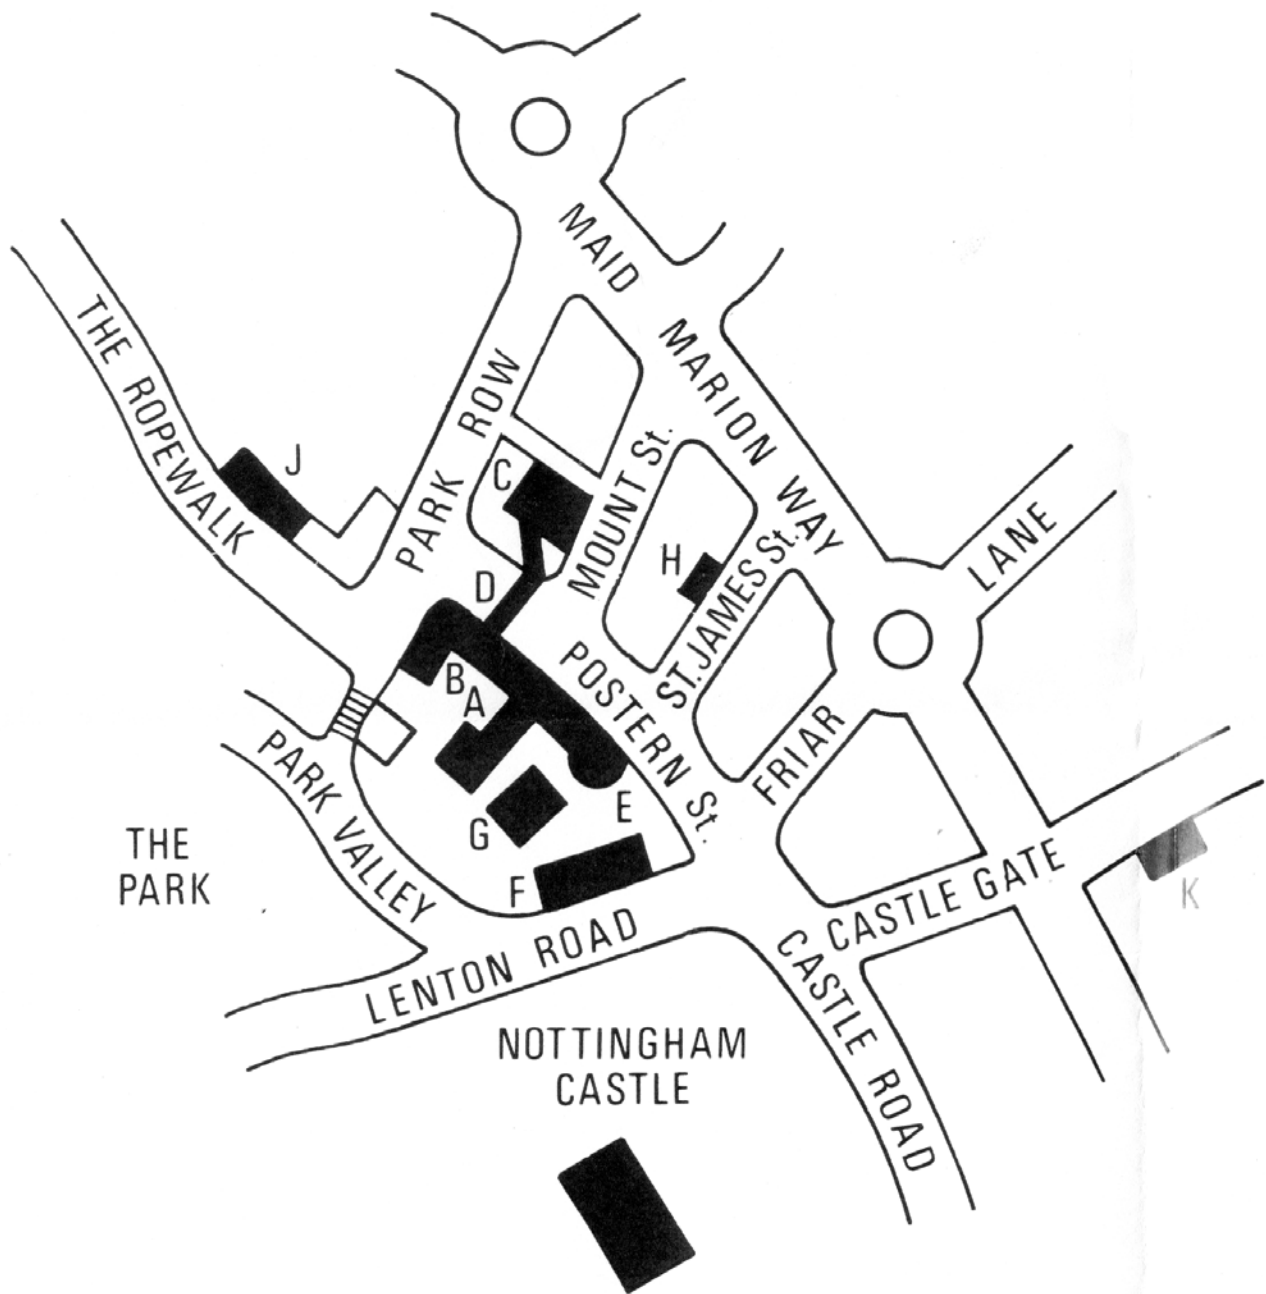 MAID MARION WAY
THE ROPEWALK
PARK ROW
J
C
MOUNT St.
H
ST. JAMES St.
LANE
D
B
A
POSTERN St.
FRIAR
E
G
F
PARK VALLEY
THE
PARK
CASTLE GATE
K
LENTON ROAD
CASTLE ROAD
NOTTINGHAM
CASTLE